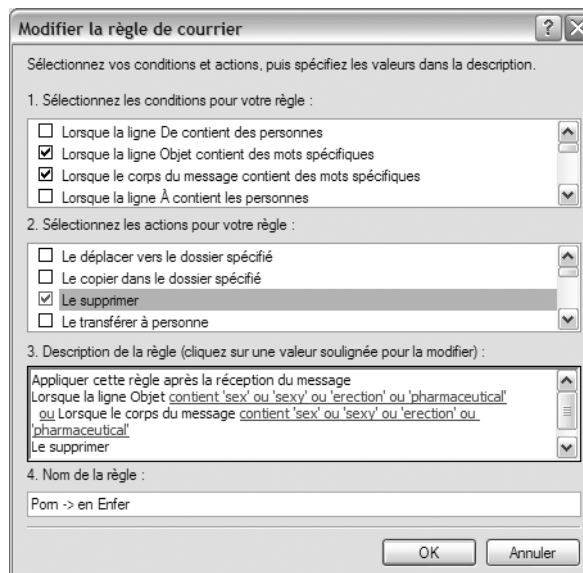 Modifier la règle de courrier
Sélectionnez vos conditions et actions, puis spécifiez les valeurs dans la description.
1. Sélectionnez les conditions pour votre règle :
Lorsque la ligne De contient des personnes
Lorsque la ligne Objet contient des mots spécifiques
Lorsque le corps du message contient des mots spécifiques
Lorsque la ligne À contient les personnes
2. Sélectionnez les actions pour votre règle :
Le déplacer vers le dossier spécifié
Le copier dans le dossier spécifié
Le supprimer
Le transférer à personne
3. Description de la règle (cliquez sur une valeur soulignée pour la modifier) :
Appliquer cette règle après la réception du message
Lorsque la ligne Objet contient 'sex' ou 'sexy' ou 'erection' ou 'pharmaceutical'
ou Lorsque le corps du message contient 'sex' ou 'sexy' ou 'erection' ou
'pharmaceutical'
Le supprimer
4. Nom de la règle :
Porn -> en Enfer
OK Annuler